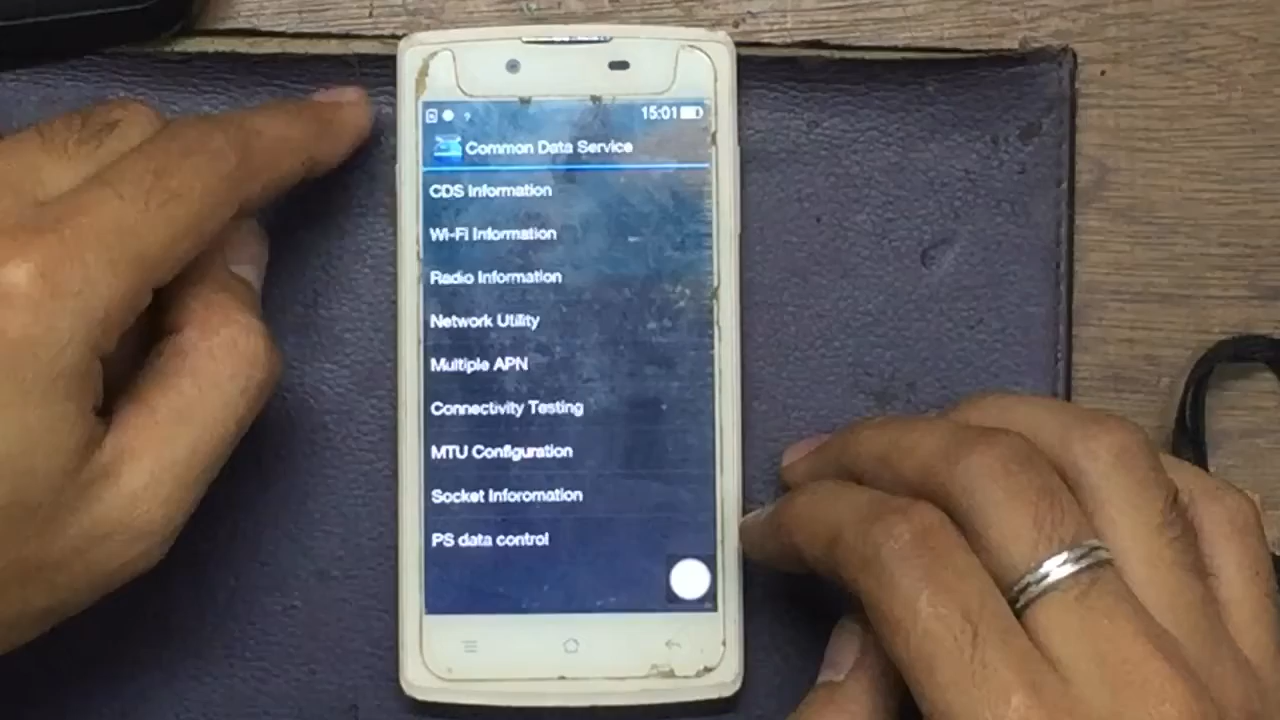 15:01
Common Data Service
CDS Information
Wi-Fi Information
Radio Information
Network Utility
Multiple APN
Connectivity Testing
MTU Configuration
Socket Inforomation
PS data control